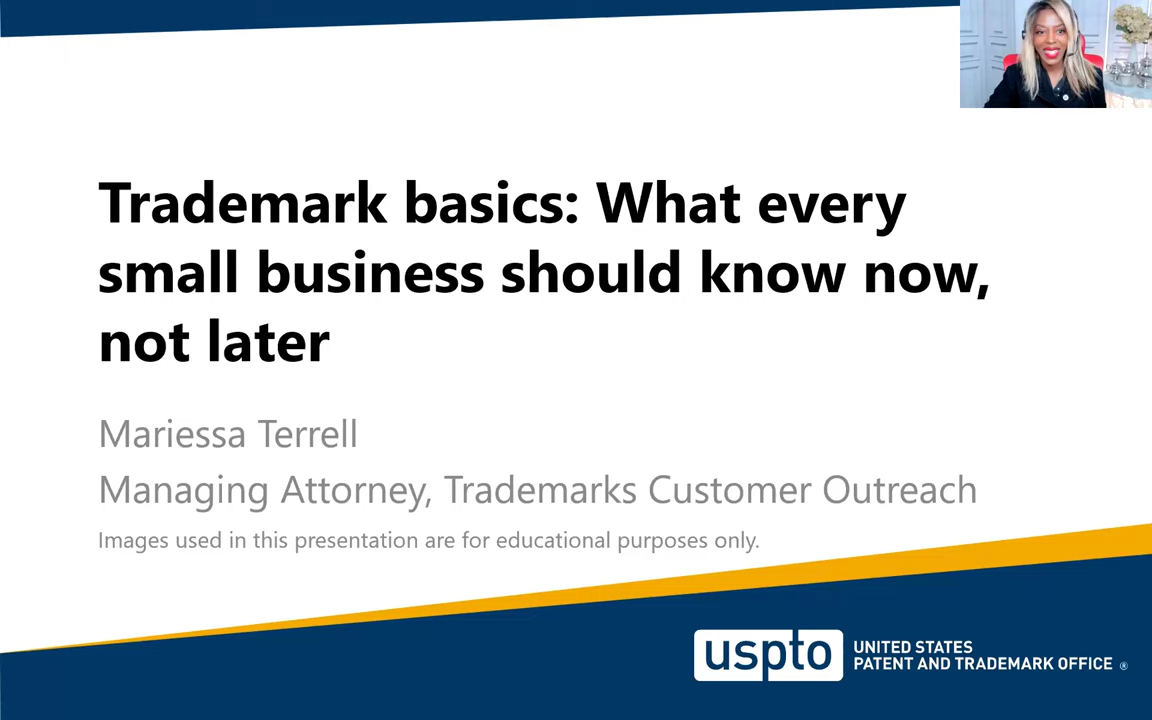 Trademark basics: What every
small business should know now,
not later
Mariessa Terrell
Managing Attorney, Trademarks Customer Outreach
Images used in this presentation are for educational purposes only.
uspto
UNITED STATES
PATENT AND TRADEMARK OFFICE ®